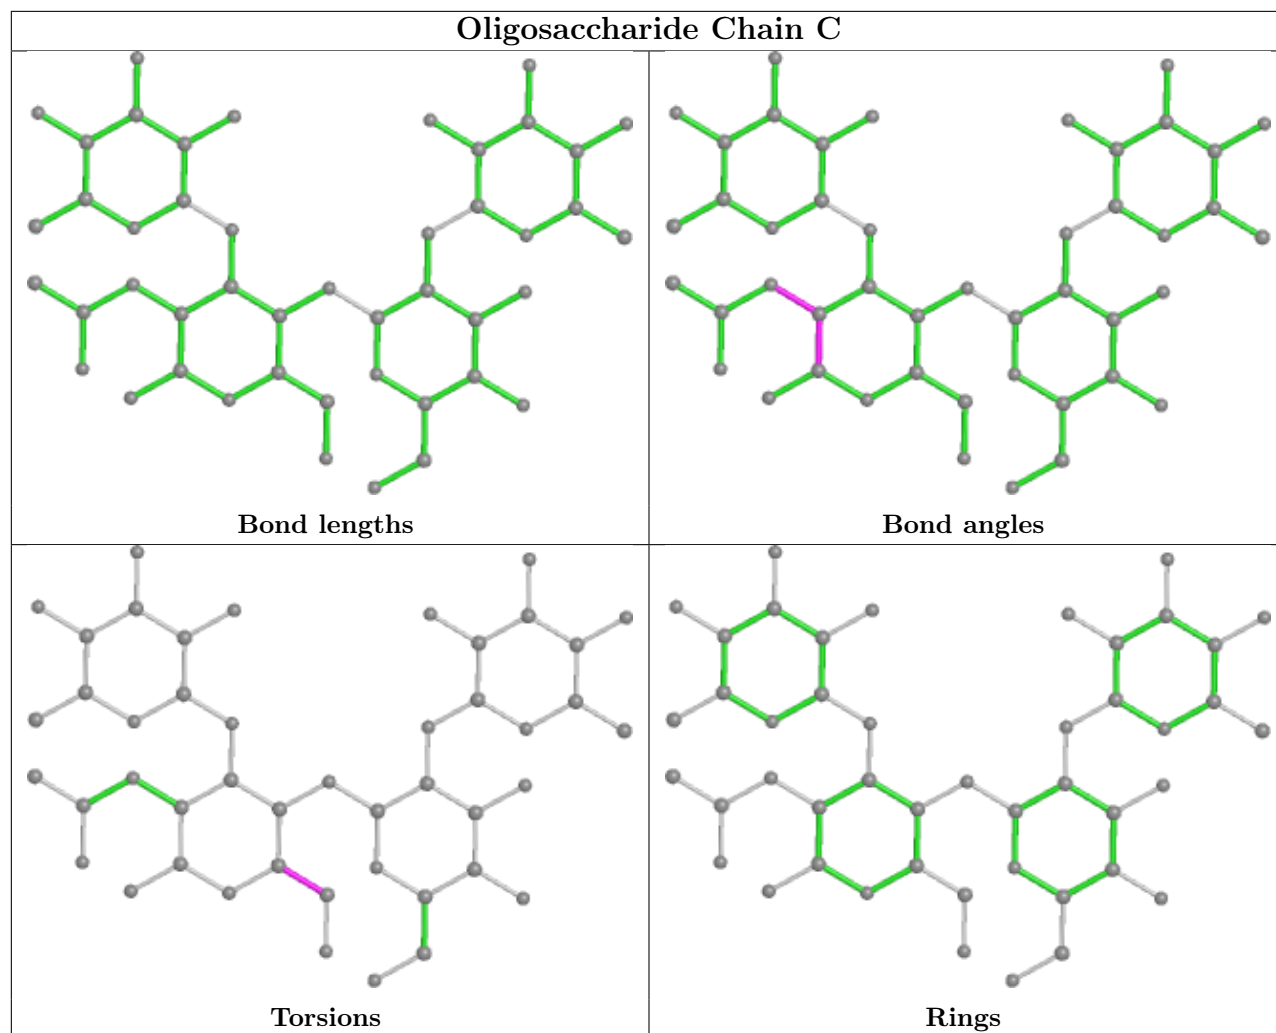 Oligosaccharide Chain C
Bond lengths
Bond angles
Torsions
Rings